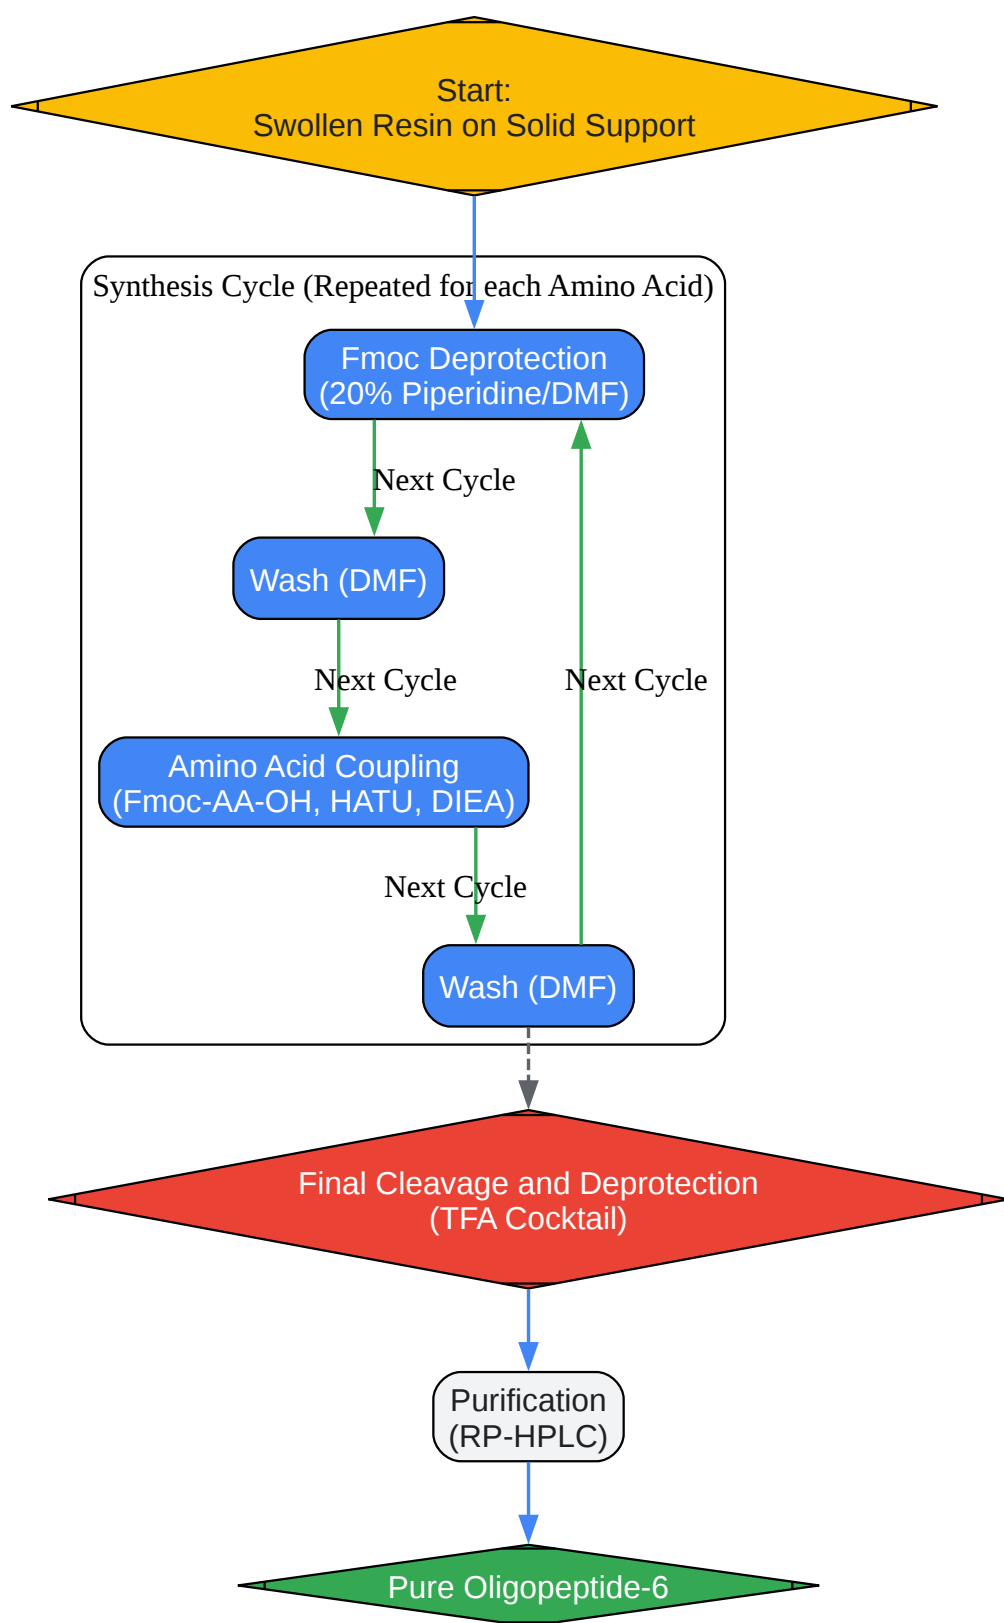 Start:
Swollen Resin on Solid Support
Synthesis Cycle (Repeated for each Amino Acid)
Fmoc Deprotection
(20% Piperidine/DMF)
Next Cycle
Wash (DMF)
Next Cycle
Next Cycle
Amino Acid Coupling
(Fmoc-AA-OH, HATU, DIEA)
Next Cycle
Wash (DMF)
Final Cleavage and Deprotection
(TFA Cocktail)
Purification
(RP-HPLC)
Pure Oligopeptide-6